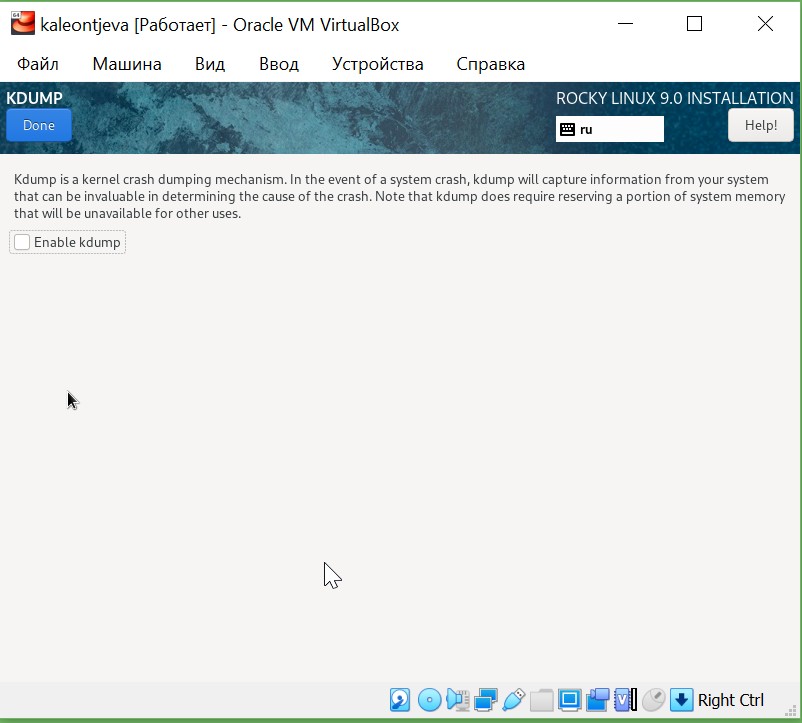 kaleontjeva [Работает] - Oracle VM VirtualBox
Файл Машина Вид Ввод Устройства Справка
KDUMP
ROCKY LINUX 9.0 INSTALLATION
Done
ru
Help!
Kdump is a kernel crash dumping mechanism. In the event of a system crash, kdump will capture information from your system
that can be invaluable in determining the cause of the crash. Note that kdump does require reserving a portion of system memory
that will be unavailable for other uses.
Enable kdump
Right Ctrl